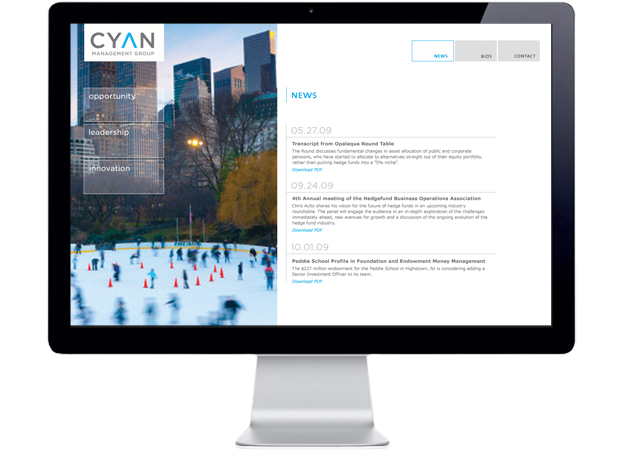 CYAN
MANAGEMENT GROUP
opportunity
leadership
innovation
NEWS
BIOS
CONTACT
NEWS
05.27.09
Transcript from Opaloque Round Table
The Round discusses fundemental changes in asset allocation of public and corporate
pensions, who have started to allocate to alternatives straight out of their equity portfolio,
rather than putting hedge funds into a "5% niche".
Download PDF
09.24.09
4th Annual meeting of the Hedgefund Business Operations Association
Chris Acito shares his vision for the future of hedge funds in an upcoming industry
roundtable. The panel will engage the audience in an in-depth exploration of the challenges
immediately ahead, new avenues for growth and a discussion of the ongoing evolution of the
hedge fund industry.
Download PDF
10.01.09
Peddie School Profile in Foundation and Endowment Money Management
The $227 million endowment for the Peddie School in Hightstown, NJ is considering adding a
Senior Investment Officer to its team.
Download PDF